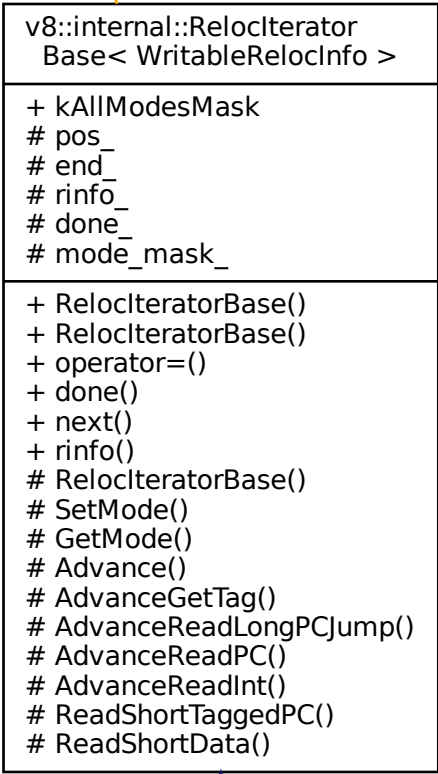 v8::internal::RelocIterator
Base< WritableRelocInfo >
+ kAllModesMask
# pos_
# end_
# rinfo_
# done_
# mode_mask_
+ RelocIteratorBase()
+ RelocIteratorBase()
+ operator=()
+ done()
+ next()
+ rinfo()
# RelocIteratorBase()
# SetMode()
# GetMode()
# Advance()
# AdvanceGetTag()
# AdvanceReadLongPCJump()
# AdvanceReadPC()
# AdvanceReadInt()
# ReadShortTaggedPC()
# ReadShortData()